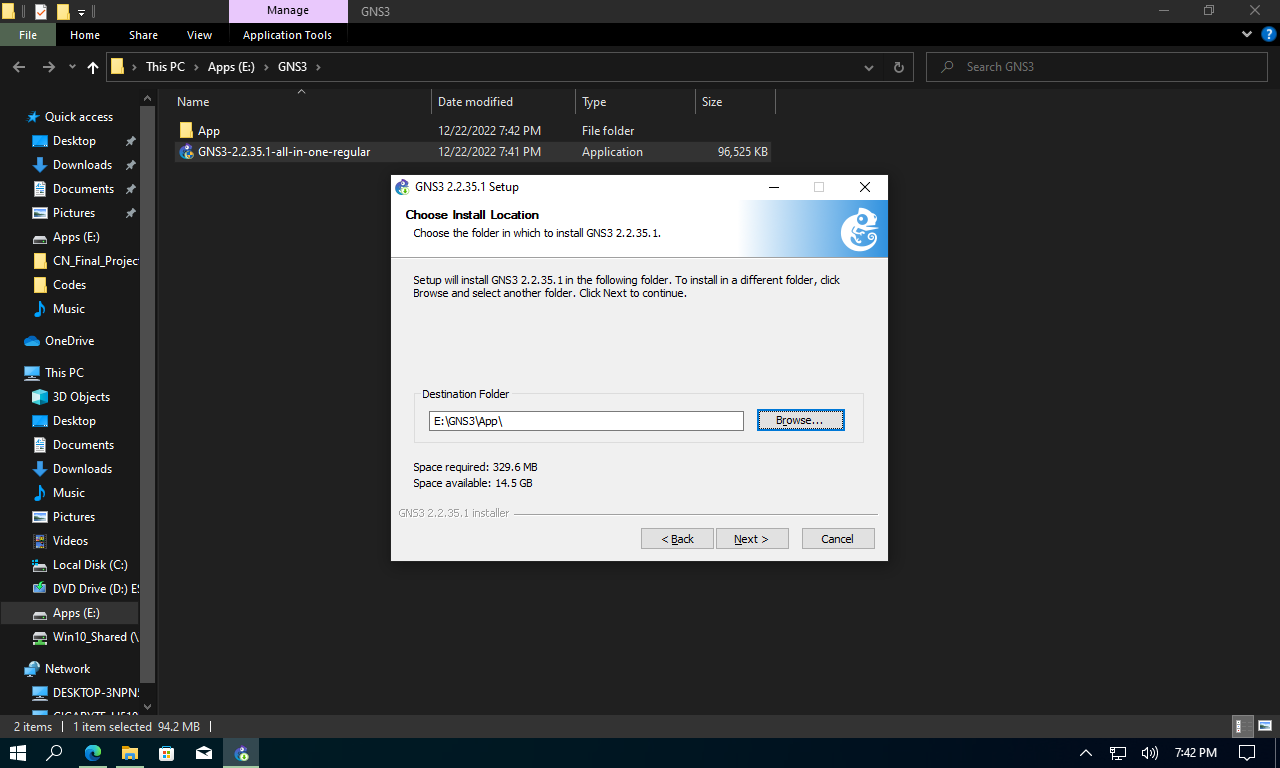 Manage
GNS3
File
Home
Share
View
Application Tools
This PC
Apps (E:)
GNS3
Search GNS3
Name
Date modified
Type
Size
App
12/22/2022 7:42 PM
File folder
GNS3-2.2.35.1-all-in-one-regular
12/22/2022 7:41 PM
Application
96,525 KB
Quick access
Desktop
Downloads
Documents
Pictures
Apps (E:)
CN_Final_Projec
Codes
Music
OneDrive
This PC
3D Objects
Desktop
Documents
Downloads
Music
Pictures
Videos
Local Disk (C:)
DVD Drive (D:) ES
Apps (E:)
Win10_Shared (\
Network
DESKTOP-3NPN5
GNS3 2.2.35.1 Setup
Choose Install Location
Choose the folder in which to install GNS3 2.2.35.1.
Setup will install GNS3 2.2.35.1 in the following folder. To install in a different folder, click
Browse and select another folder. Click Next to continue.
Destination Folder
E:\GNS3\App\
Browse...
Space required: 329.6 MB
Space available: 14.5 GB
GNS3 2.2.35.1 installer
< Back
Next >
Cancel
2 items
1 item selected 94.2 MB
7:42 PM